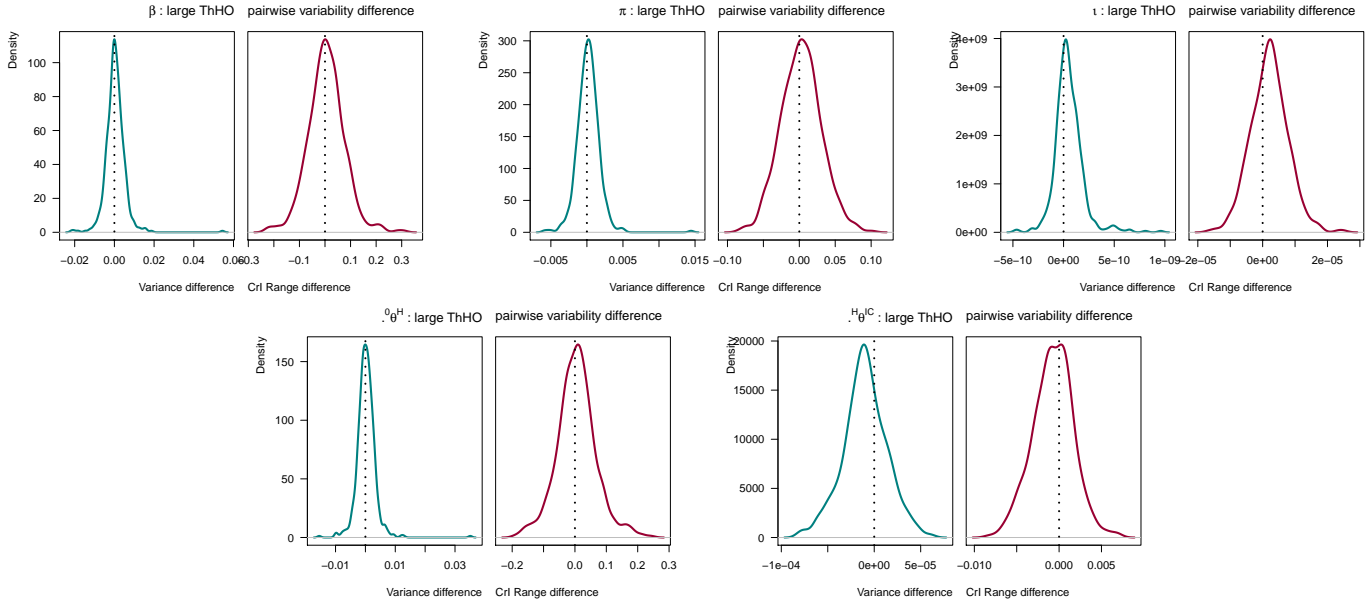 β : large ThHO pairwise variability difference
Density
0 20 40 60 80 100
−0.02 0.00 0.02 0.04 0.06
−0.3 −0.1 0.0 0.1 0.2 0.3
Variance difference CrI Range difference
π : large ThHO pairwise variability difference
Density
0 50 100 150 200 250 300
−0.005 0.005 0.015
−0.10 0.00 0.05 0.10
Variance difference CrI Range difference
ι : large ThHO pairwise variability difference
Density
0e+00 1e+09 2e+09 3e+09 4e+09
−5e−10 0e+00 5e−10 1e−09
−2e−05 0e+00 2e−05
Variance difference CrI Range difference
.⁰θᴴ : large ThHO pairwise variability difference
Density
0 50 100 150
−0.01 0.01 0.03
−0.2 0.0 0.1 0.2 0.3
Variance difference CrI Range difference
.ᴴθᴵC : large ThHO pairwise variability difference
Density
0 5000 10000 15000 20000
−1e−04 0e+00 5e−05
−0.010 0.000 0.005
Variance difference CrI Range difference